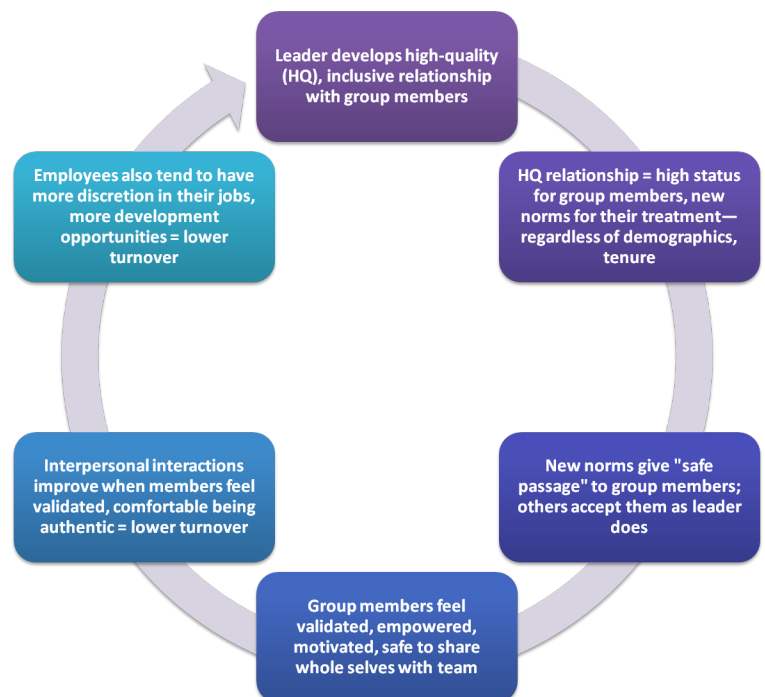 Leader develops high-quality
(HQ), inclusive relationship
with group members
HQ relationship = high status
for group members, new
norms for their treatment—
regardless of demographics,
tenure
New norms give "safe
passage" to group members;
others accept them as leader
does
Group members feel
validated, empowered,
motivated, safe to share
whole selves with team
Interpersonal interactions
improve when members feel
validated, comfortable being
authentic = lower turnover
Employees also tend to have
more discretion in their jobs,
more development
opportunities = lower
turnover